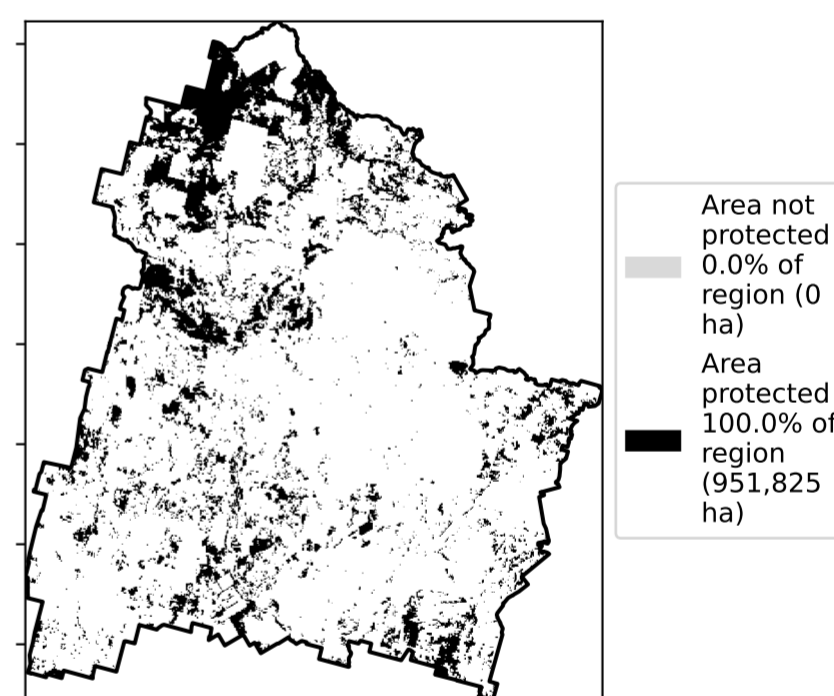 Area not
protected
0.0% of
region (0
ha)
Area
protected
100.0% of
region
(951,825
ha)